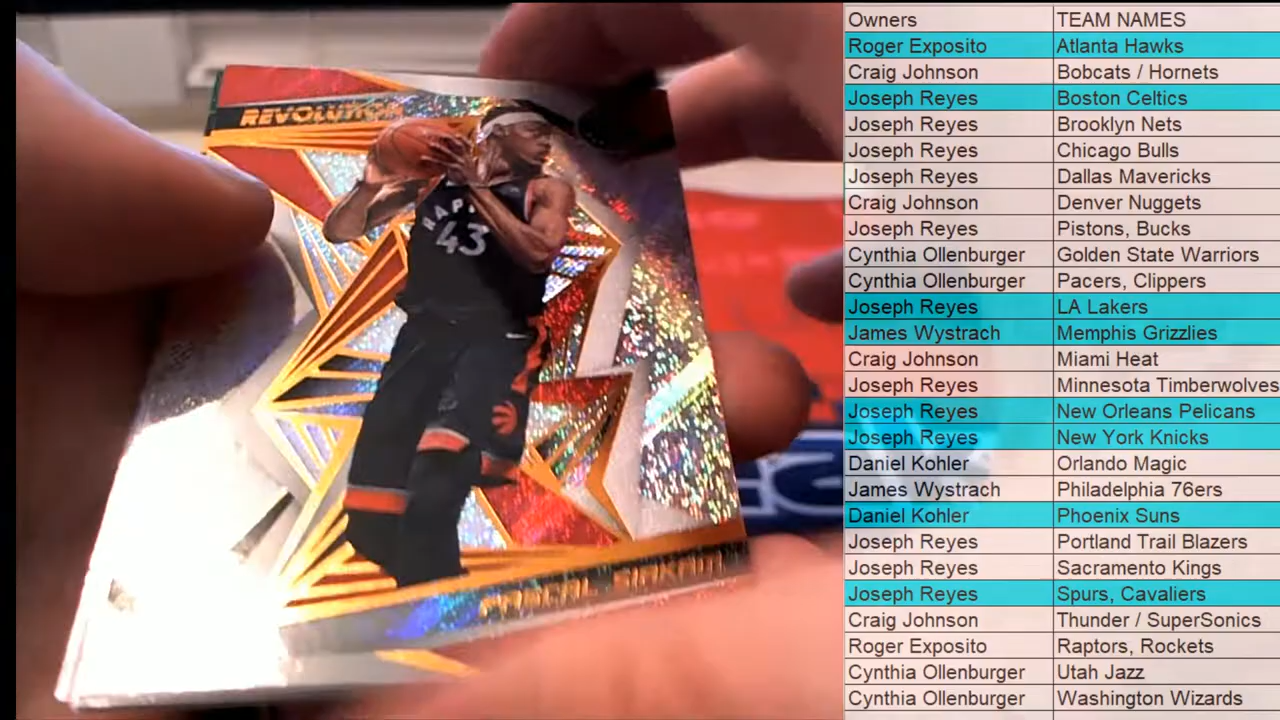 REVOLUTION
RAP
43
PASCAL SIAKAM
Owners TEAM NAMES
Roger Exposito Atlanta Hawks
Craig Johnson Bobcats / Hornets
Joseph Reyes Boston Celtics
Joseph Reyes Brooklyn Nets
Joseph Reyes Chicago Bulls
Joseph Reyes Dallas Mavericks
Craig Johnson Denver Nuggets
Joseph Reyes Pistons, Bucks
Cynthia Ollenburger Golden State Warriors
Cynthia Ollenburger Pacers, Clippers
Joseph Reyes LA Lakers
James Wystrach Memphis Grizzlies
Craig Johnson Miami Heat
Joseph Reyes Minnesota Timberwolves
Joseph Reyes New Orleans Pelicans
Joseph Reyes New York Knicks
Daniel Kohler Orlando Magic
James Wystrach Philadelphia 76ers
Daniel Kohler Phoenix Suns
Joseph Reyes Portland Trail Blazers
Joseph Reyes Sacramento Kings
Joseph Reyes Spurs, Cavaliers
Craig Johnson Thunder / SuperSonics
Roger Exposito Raptors, Rockets
Cynthia Ollenburger Utah Jazz
Cynthia Ollenburger Washington Wizards